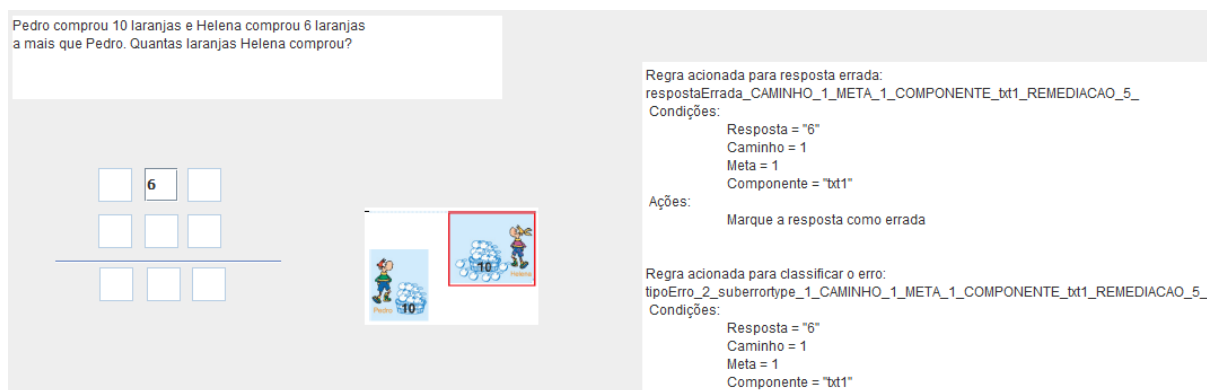 Pedro comprou 10 laranjas e Helena comprou 6 laranjas
a mais que Pedro. Quantas laranjas Helena comprou?
6
10
Helena
Pedro
10
Regra acionada para resposta errada:
respostaErrada_CAMINHO_1_META_1_COMPONENTE_txt1_REMEDIACAO_5_
Condições:
Resposta = "6"
Caminho = 1
Meta = 1
Componente = "txt1"
Ações:
Marque a resposta como errada
Regra acionada para classificar o erro:
tipoErro_2_suberrortype_1_CAMINHO_1_META_1_COMPONENTE_txt1_REMEDIACAO_5_
Condições:
Resposta = "6"
Caminho = 1
Meta = 1
Componente = "txt1"